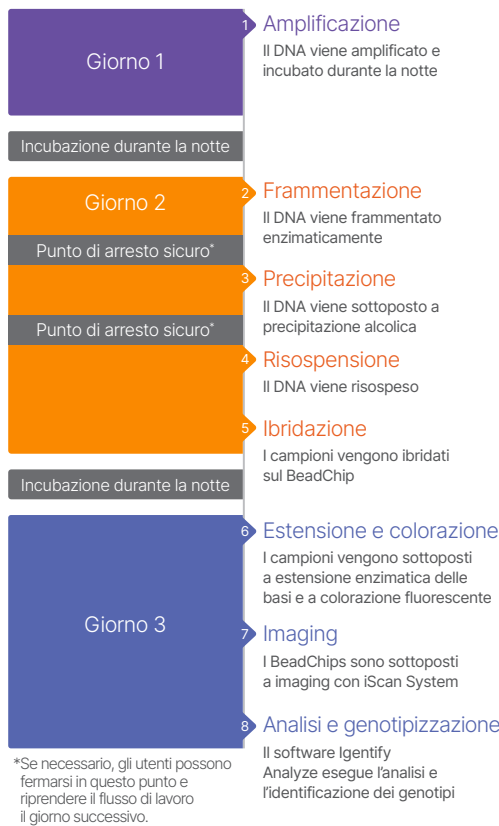 Giorno 1
1
Amplificazione
Il DNA viene amplificato e
incubato durante la notte
Incubazione durante la notte
Giorno 2
2
Frammentazione
Il DNA viene frammentato
enzimaticamente
Punto di arresto sicuro*
3
Precipitazione
Il DNA viene sottoposto a
precipitazione alcolica
Punto di arresto sicuro*
4
Risospensione
Il DNA viene risospeso
5
Ibridazione
I campioni vengono ibridati
sul BeadChip
Incubazione durante la notte
Giorno 3
6
Estensione e colorazione
I campioni vengono sottoposti
a estensione enzimatica delle
basi e a colorazione fluorescente
7
Imaging
I BeadChips sono sottoposti
a imaging con iScan System
8
Analisi e genotipizzazione
Il software Igentify
Analyze esegue l'analisi e
l'identificazione dei genotipi
*Se necessario, gli utenti possono
fermarsi in questo punto e
riprendere il flusso di lavoro
il giorno successivo.